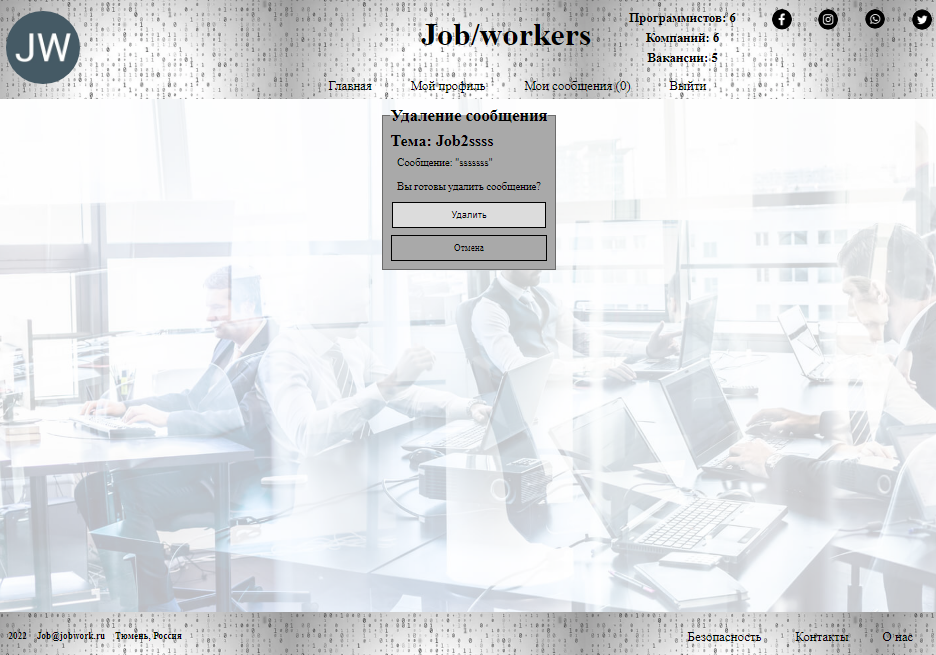 JW
Job/workers
Программистов: 6
Компаний: 6
Вакансии: 5
Главная Мой профиль Мои сообщения (0) Выйти
Удаление сообщения
Тема: Job2ssss
Сообщение: "sssssss"
Вы готовы удалить сообщение?
Удалить
Отмена
2022 Job@jobwork.ru Тюмень, Россия
Безопасность Контакты О нас